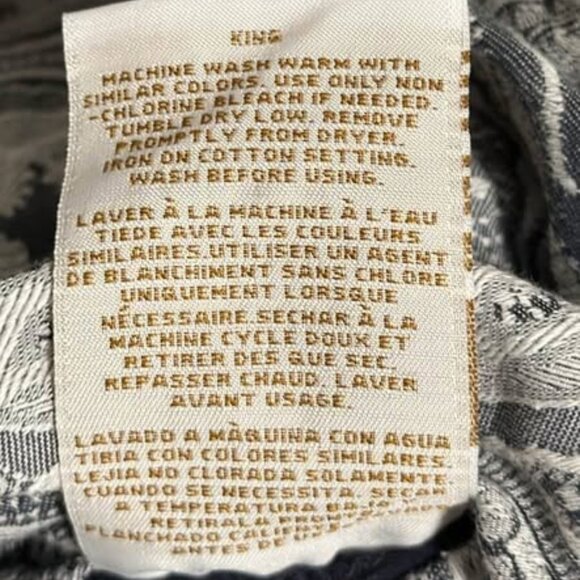 KING
MACHINE WASH WARM WITH
SIMILAR COLORS. USE ONLY NON
-CHLORINE BLEACH IF NEEDED.
TUMBLE DRY LOW. REMOVE
PROMPTLY FROM DRYER.
IRON ON COTTON SETTING.
WASH BEFORE USING.
LAVER À LA MACHINE À L'EAU
TIEDE AVEC LES COULEURS
SIMILAIRES.UTILISER UN AGENT
DE BLANCHIMENT SANS CHLORE
UNIQUEMENT LORSQUE
NÉCESSAIRE.SECHAR À LA
MACHINE CYCLE DOUX ET
RETIRER DES QUE SEC.
REPASSER CHAUD. LAVER
AVANT USAGE.
LAVADO A MÀQUINA CON AGUA
TIBIA CON COLORES SIMILARES.
LEJIA NO CLORADA SOLAMENTE
CUANDO SE NECESSITA, SECAR
A TEMPERATURA
RETIRALA
PLANCHADO
ANTES DE